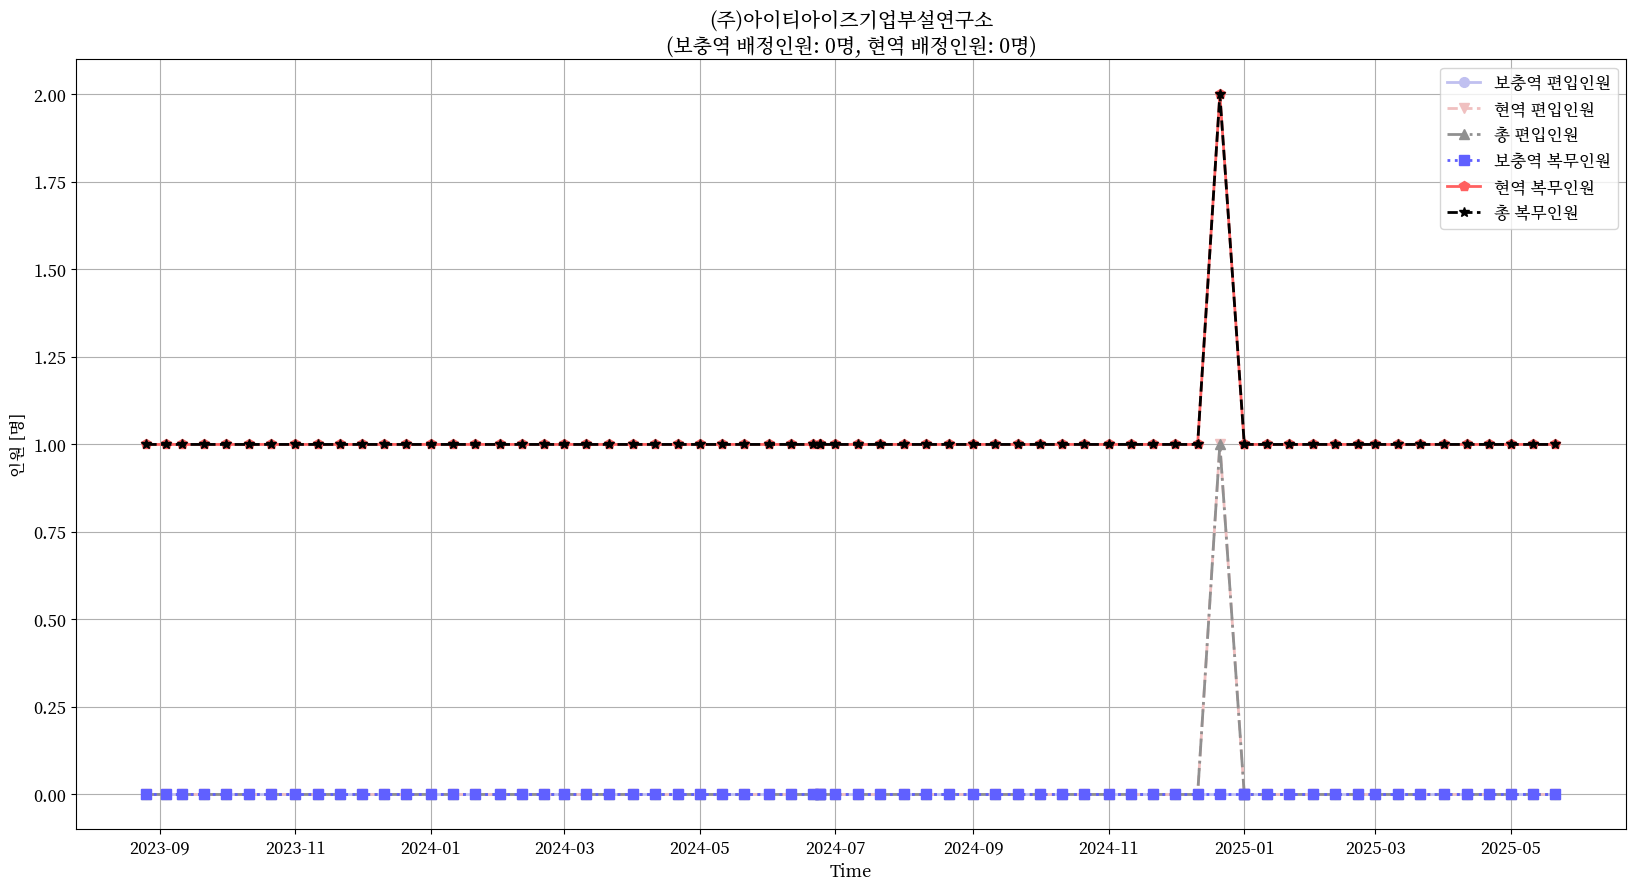 (주)아이티아이즈기업부설연구소
(보충역 배정인원: 0명, 현역 배정인원: 0명)
보충역 편입인원
현역 편입인원
총 편입인원
보충역 복무인원
현역 복무인원
총 복무인원
인원 [명]
2.00
1.75
1.50
1.25
1.00
0.75
0.50
0.25
0.00
2023-09 2023-11 2024-01 2024-03 2024-05 2024-07 2024-09 2024-11 2025-01 2025-03 2025-05
Time